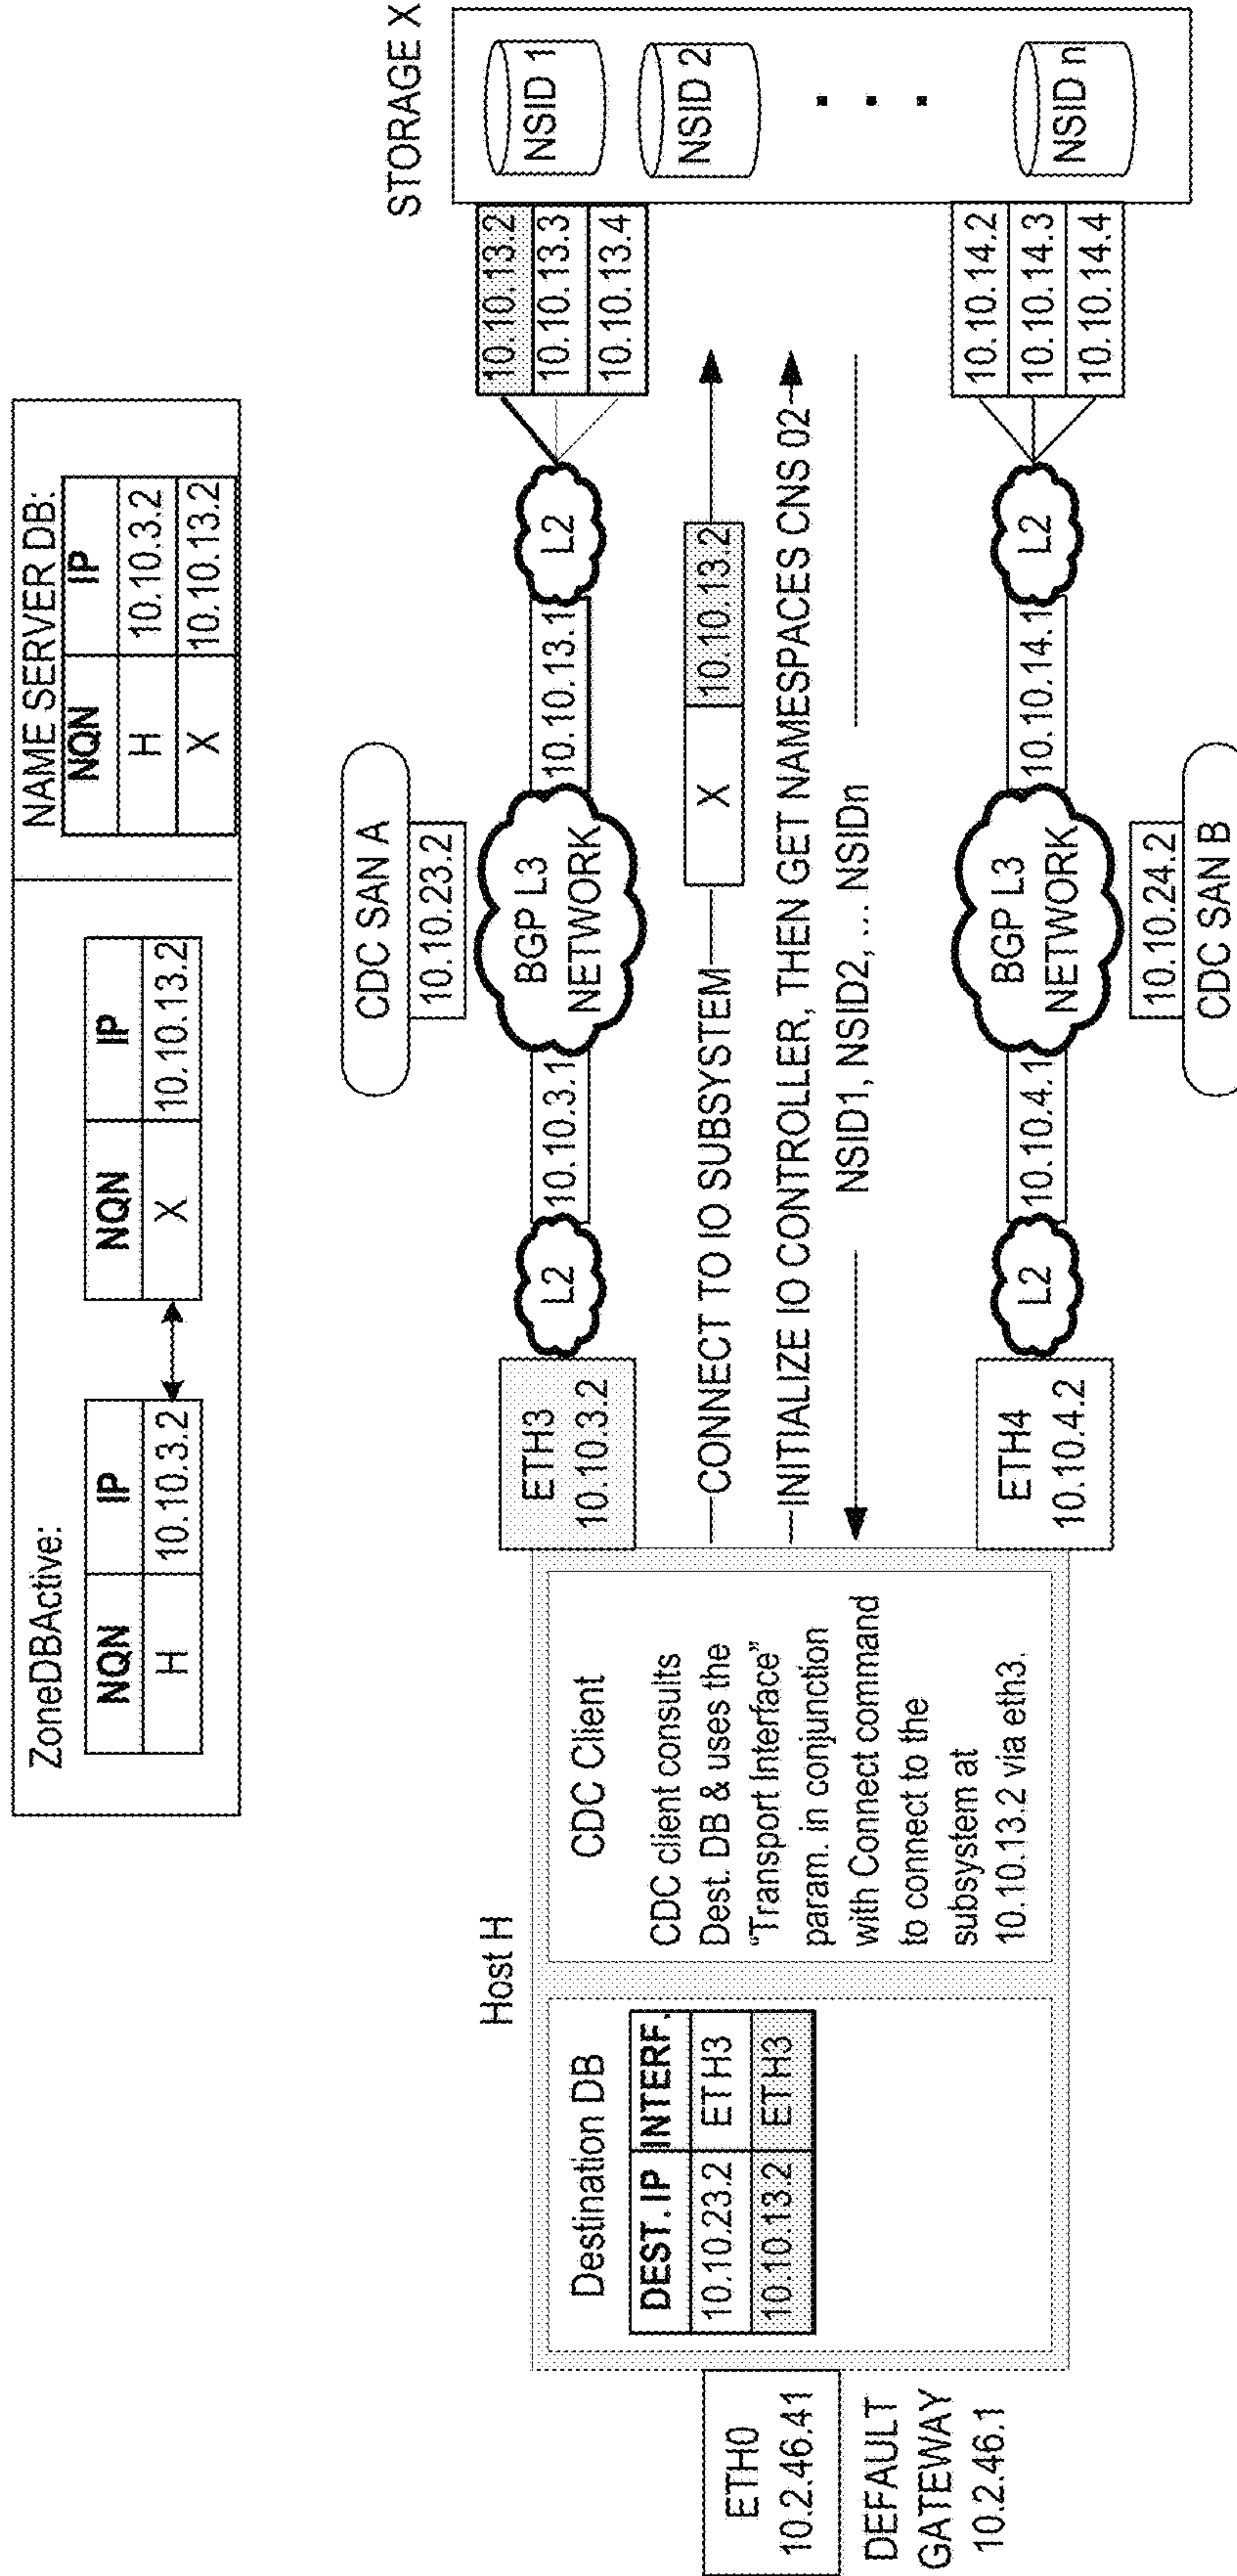 ZoneDBActive:
NQN IP
H 10.10.3.2
NQN IP
X 10.10.13.2
NAME SERVER DB:
NQN IP
H 10.10.3.2
X 10.10.13.2
Host H
ETH0
10.2.46.41
DEFAULT
GATEWAY
10.2.46.1
Destination DB
DEST. IP INTERF.
10.10.23.2 ETH3
10.10.13.2 ETH3
CDC Client
CDC client consults
Dest. DB & uses the
“Transport Interface”
param. in conjunction
with Connect command
to connect to the
subsystem at
10.10.13.2 via eth3.
ETH3
10.10.3.2
L2
10.10.3.1
CDC SAN A
10.10.23.2
BGP L3
NETWORK
10.10.13.1
L2
10.10.13.2
10.10.13.3
10.10.13.4
CONNECT TO IO SUBSYSTEM
X 10.10.13.2
INITIALIZE IO CONTROLLER, THEN GET NAMESPACES CNS 02
NSID1, NSID2, ... NSIDn
ETH4
10.10.4.2
L2
10.10.4.1
BGP L3
NETWORK
10.10.24.2
CDC SAN B
10.10.14.1
L2
10.10.14.2
10.10.14.3
10.10.14.4
STORAGE X
NSID 1
NSID 2
. . .
NSID n